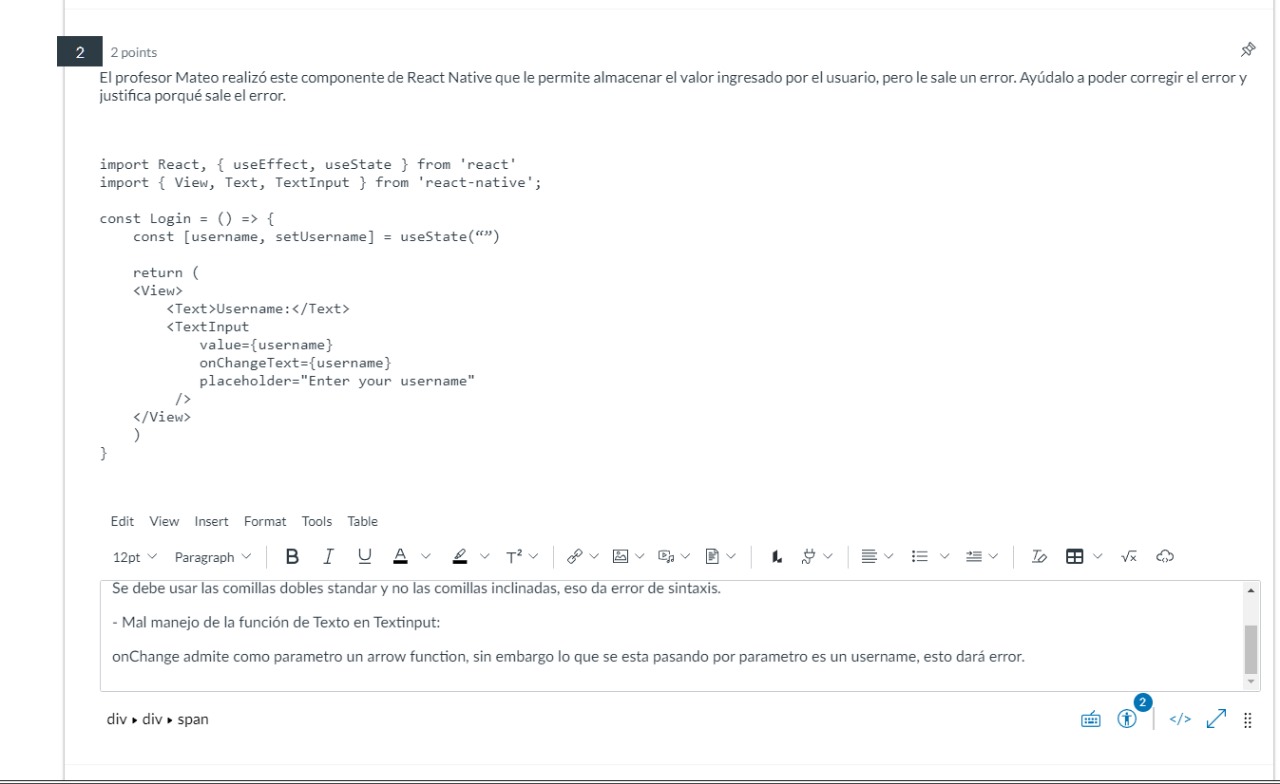 2 2 points
El profesor Mateo realizó este componente de React Native que le permite almacenar el valor ingresado por el usuario, pero le sale un error. Ayúdalo a poder corregir el error y
justifica porqué sale el error.
import React, { useEffect, useState } from 'react'
import { View, Text, TextInput } from 'react-native';
const Login = () => {
const [username, setUsername] = useState(“”)
return (
<View>
<Text>Username:</Text>
<TextInput
value={username}
onChangeText={username}
placeholder="Enter your username"
/>
</View>
)
}
Edit View Insert Format Tools Table
12pt Paragraph B I U A T²
Se debe usar las comillas dobles standar y no las comillas inclinadas, eso da error de sintaxis.
- Mal manejo de la función de Texto en Textinput:
onChange admite como parametro un arrow function, sin embargo lo que se esta pasando por parametro es un username, esto dará error.
div ▸ div ▸ span 2 </>